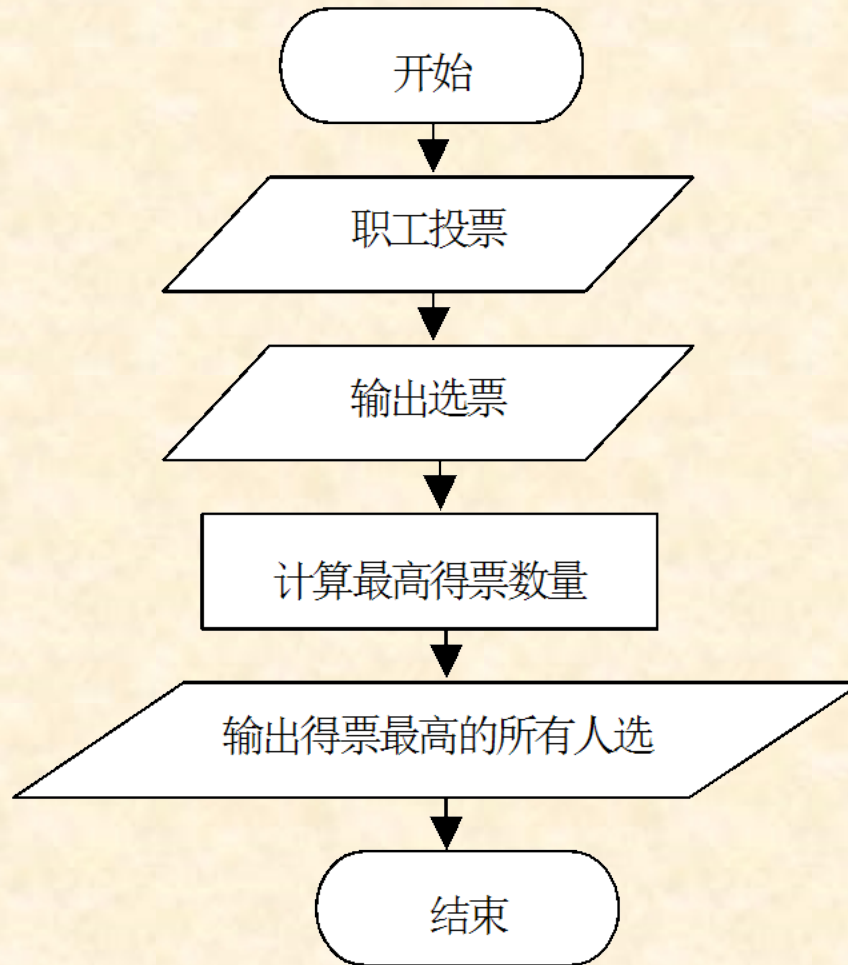 开始
职工投票
输出选票
计算最高得票数量
输出得票最高的所有人选
结束